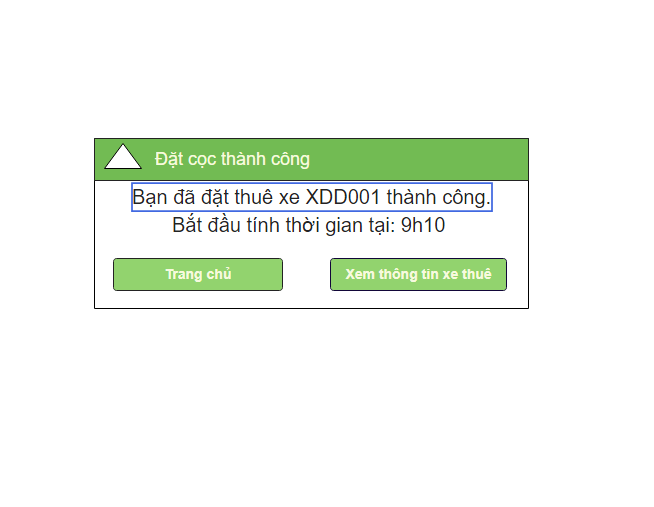 Đặt cọc thành công
Bạn đã đặt thuê xe XDD001 thành công.
Bắt đầu tính thời gian tại: 9h10
Trang chủ
Xem thông tin xe thuê